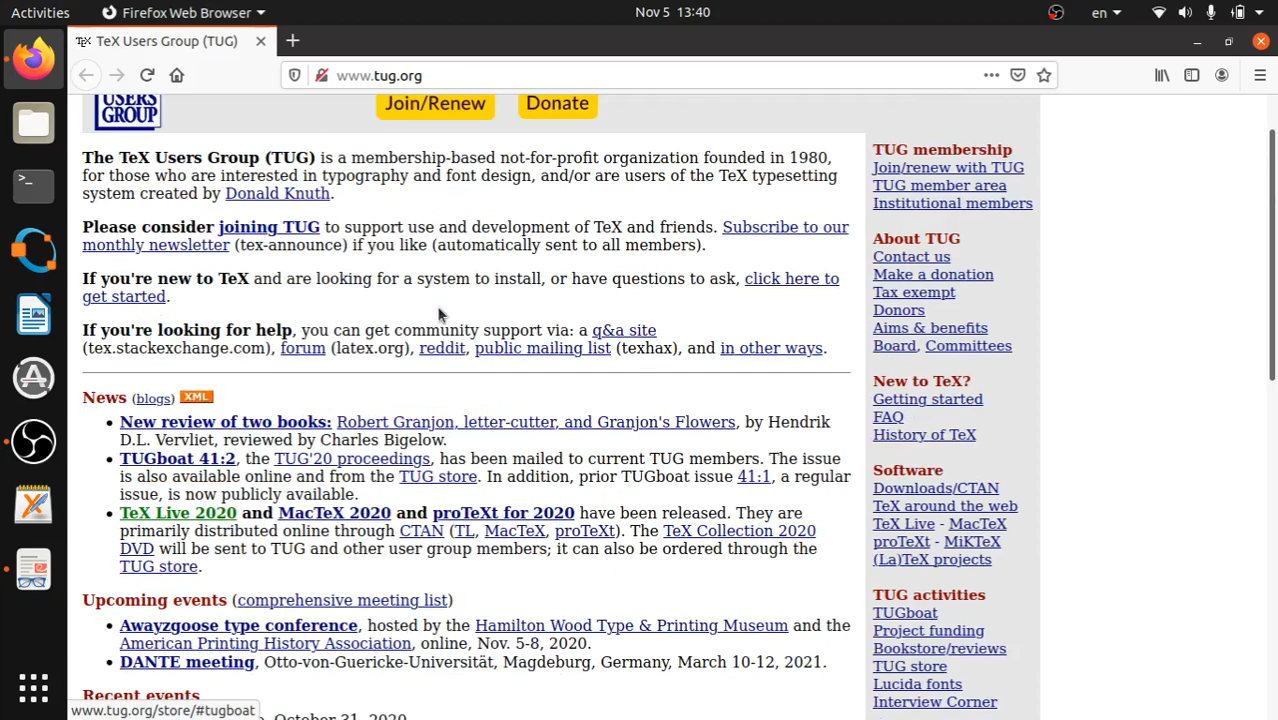 Activities
Firefox Web Browser
Nov 5 13:40
en
TeX Users Group (TUG)
www.tug.org
USERS
GROUP
Join/Renew
Donate
The TeX Users Group (TUG) is a membership-based not-for-profit organization founded in 1980,
for those who are interested in typography and font design, and/or are users of the TeX typesetting
system created by Donald Knuth.
Please consider joining TUG to support use and development of TeX and friends. Subscribe to our
monthly newsletter (tex-announce) if you like (automatically sent to all members).
If you're new to TeX and are looking for a system to install, or have questions to ask, click here to
get started.
If you're looking for help, you can get community support via: a q&a site
(tex.stackexchange.com), forum (latex.org), reddit, public mailing list (texhax), and in other ways.
News (blogs) XML
New review of two books: Robert Granjon, letter-cutter, and Granjon's Flowers, by Hendrik
D.L. Vervliet, reviewed by Charles Bigelow.
TUGboat 41:2, the TUG'20 proceedings, has been mailed to current TUG members. The issue
is also available online and from the TUG store. In addition, prior TUGboat issue 41:1, a regular
issue, is now publicly available.
TeX Live 2020 and MacTeX 2020 and proTeXt for 2020 have been released. They are
primarily distributed online through CTAN (TL, MacTeX, proTeXt). The TeX Collection 2020
DVD will be sent to TUG and other user group members; it can also be ordered through the
TUG store.
Upcoming events (comprehensive meeting list)
Awayzgoose type conference, hosted by the Hamilton Wood Type & Printing Museum and the
American Printing History Association, online, Nov. 5-8, 2020.
DANTE meeting, Otto-von-Guericke-Universität, Magdeburg, Germany, March 10-12, 2021.
Recent events
October 31, 2020
TUG membership
Join/renew with TUG
TUG member area
Institutional members
About TUG
Contact us
Make a donation
Tax exempt
Donors
Aims & benefits
Board, Committees
New to TeX?
Getting started
FAQ
History of TeX
Software
Downloads/CTAN
TeX around the web
TeX Live - MacTeX
proTeXt - MiKTeX
(La)TeX projects
TUG activities
TUGboat
Project funding
Bookstore/reviews
TUG store
Lucida fonts
Interview Corner
www.tug.org/store/#tugboat